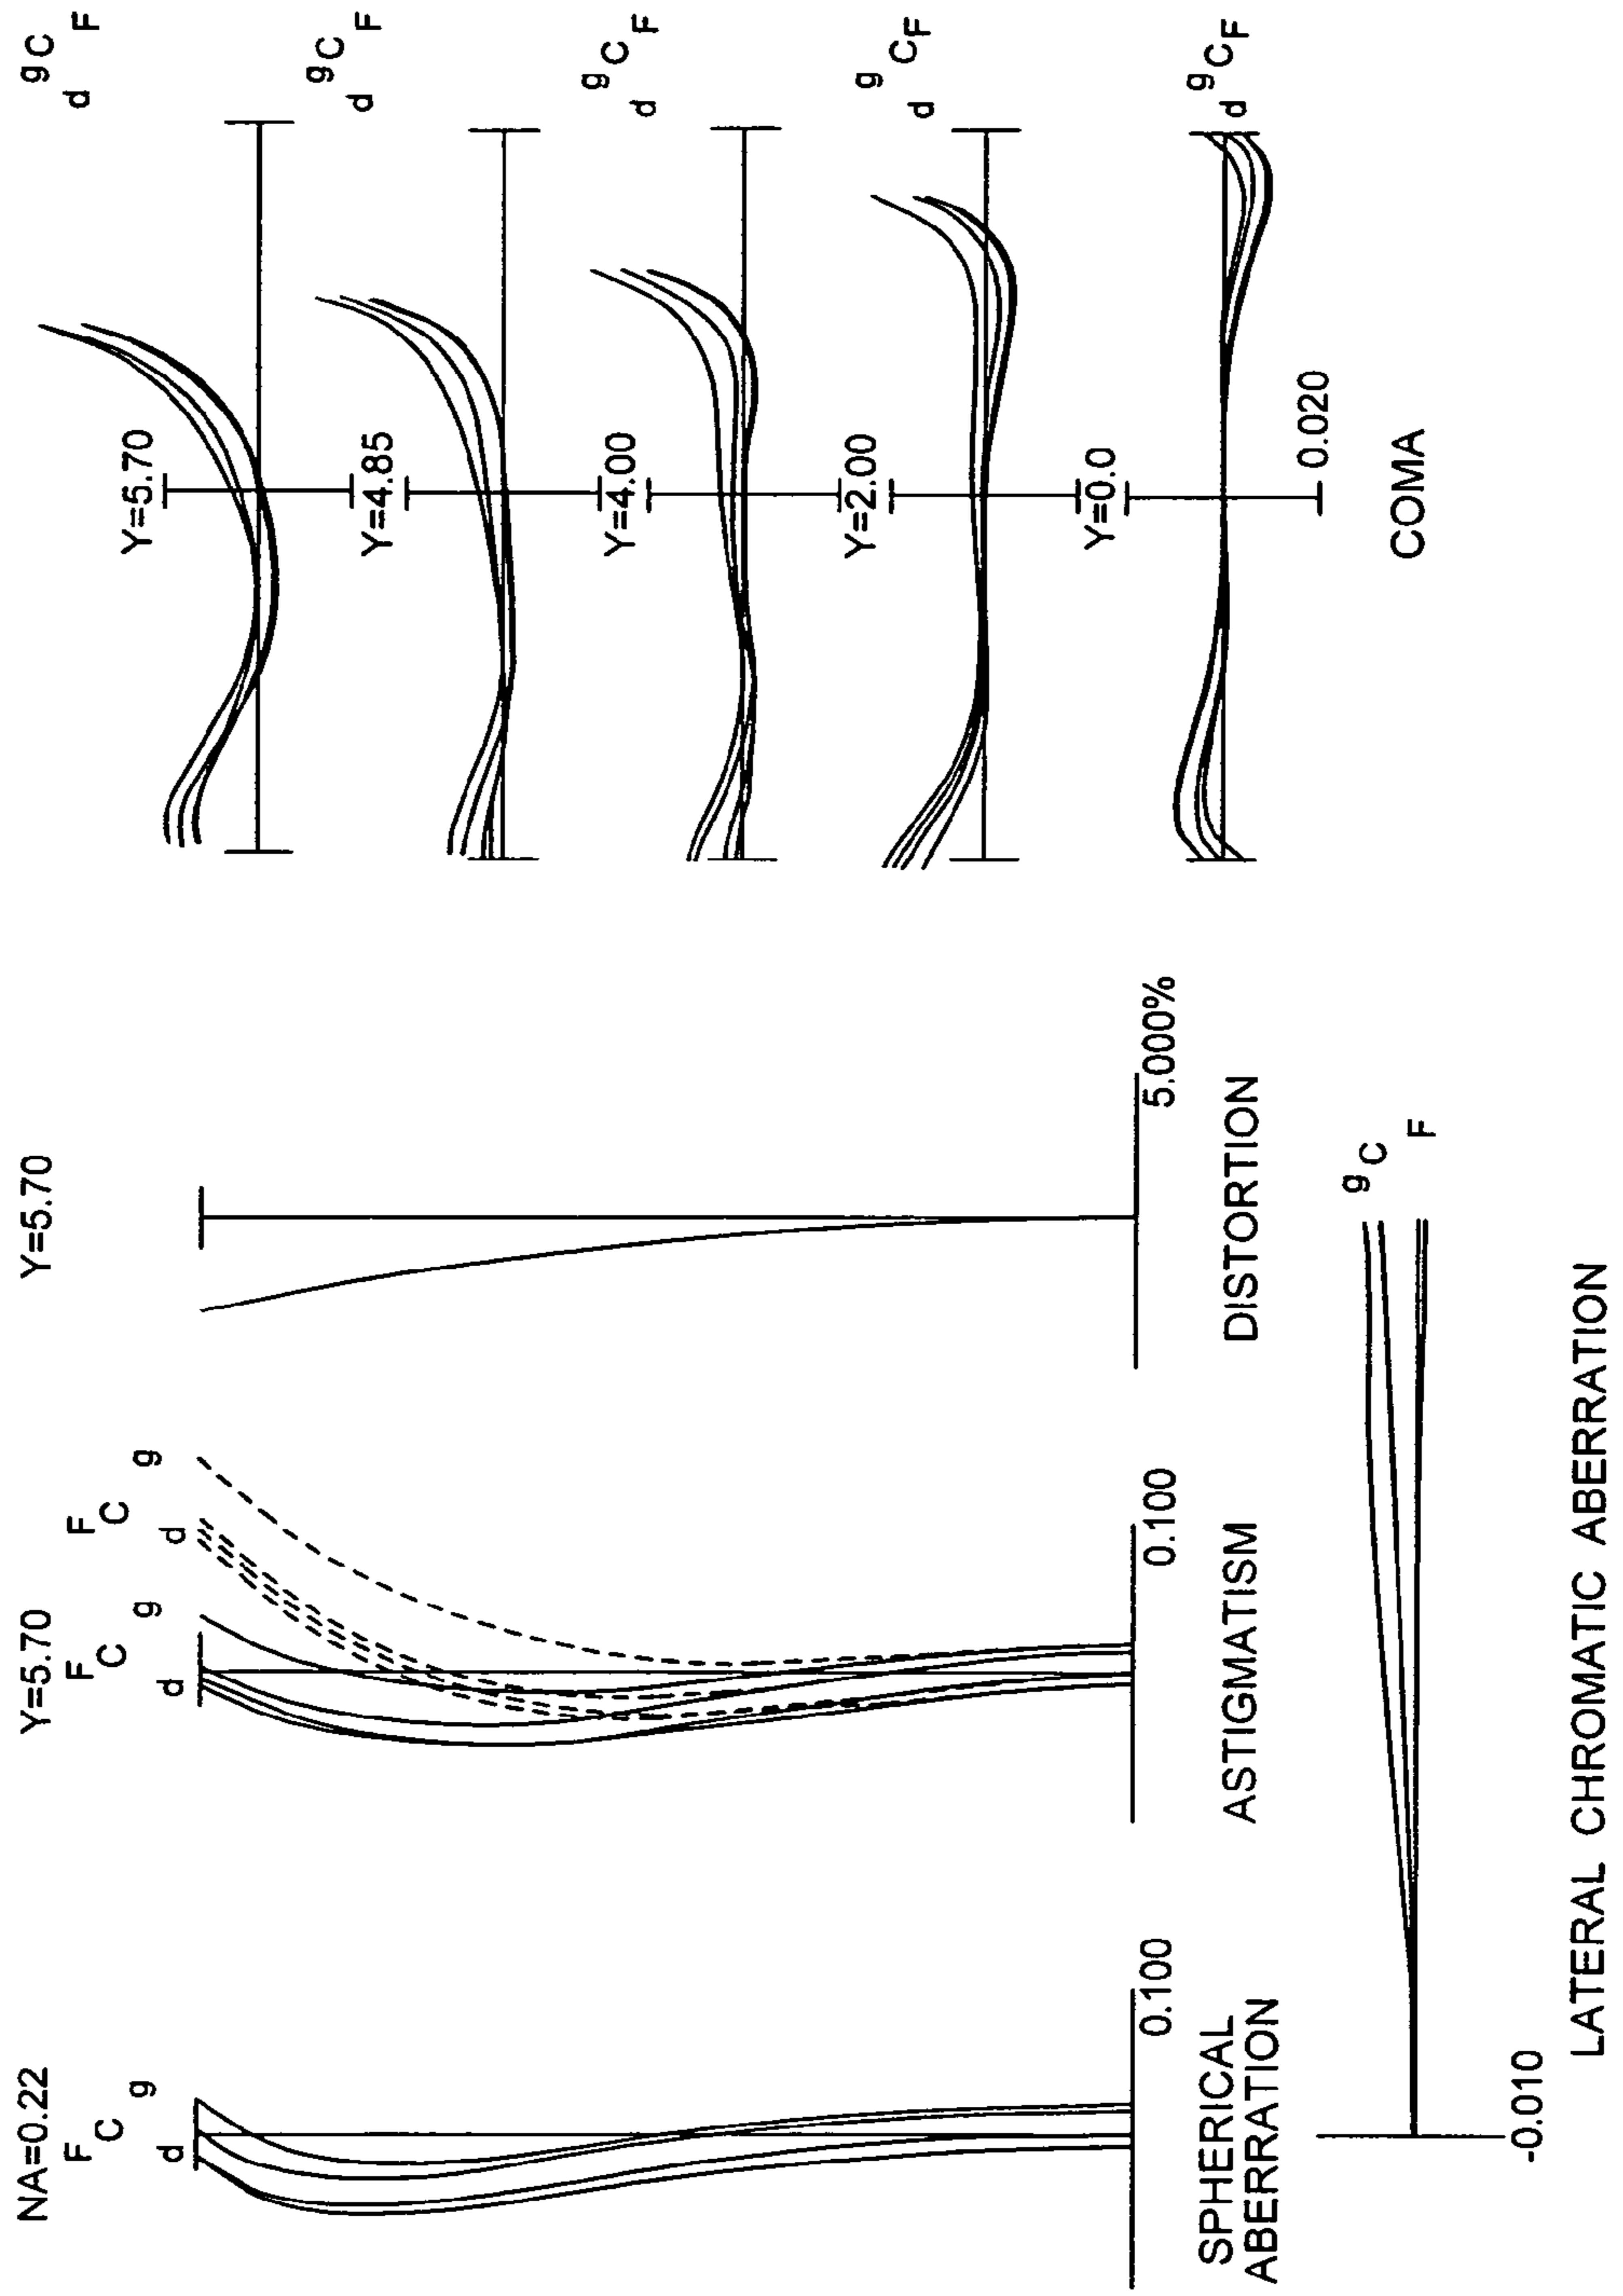 NA=0.22
F
C
d
g
0.100
SPHERICAL
ABERRATION
Y=5.70
F
C
d
g
F
C
d
g
0.100
ASTIGMATISM
Y=5.70
5.000%
DISTORTION
Y=5.70
g
C
d
F
Y=4.85
g
C
d
F
Y=4.00
g
C
d
F
Y=2.00
g
C
d
F
Y=0.0
g
C
d
F
0.020
COMA
g
C
F
-0.010
LATERAL CHROMATIC ABERRATION